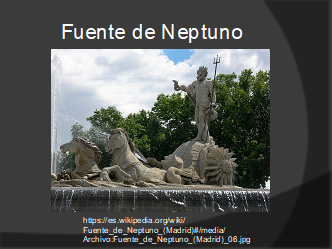 Fuente de Neptuno
https://es.wikipedia.org/wiki/
Fuente_de_Neptuno_(Madrid)#/media/
Archivo:Fuente_de_Neptuno_(Madrid)_06.jpg